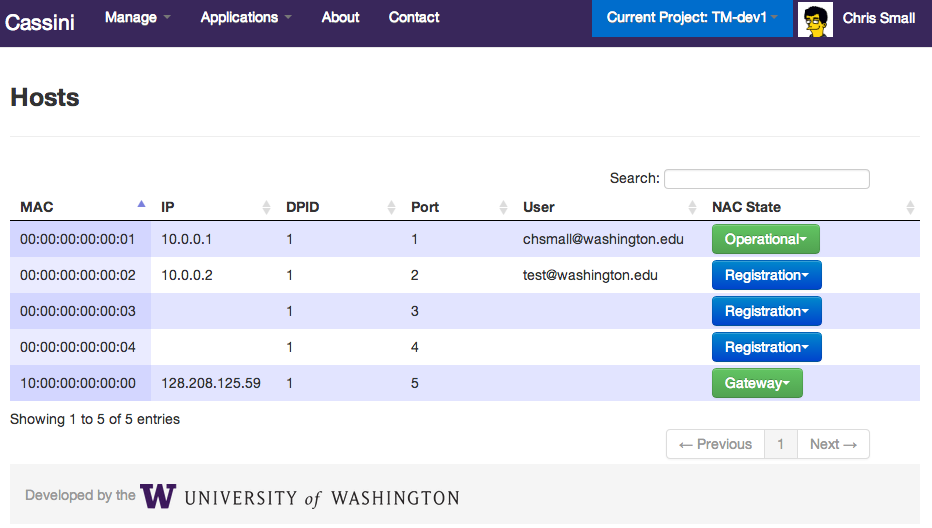 Cassini Manage Applications About Contact Current Project: TM-dev1 Chris Small
Hosts
Search:
MAC IP DPID Port User NAC State
00:00:00:00:00:01 10.0.0.1 1 1 chsmall@washington.edu Operational
00:00:00:00:00:02 10.0.0.2 1 2 test@washington.edu Registration
00:00:00:00:00:03 1 3 Registration
00:00:00:00:00:04 1 4 Registration
10:00:00:00:00:00 128.208.125.59 1 5 Gateway
Showing 1 to 5 of 5 entries
← Previous 1 Next →
Developed by the W UNIVERSITY of WASHINGTON